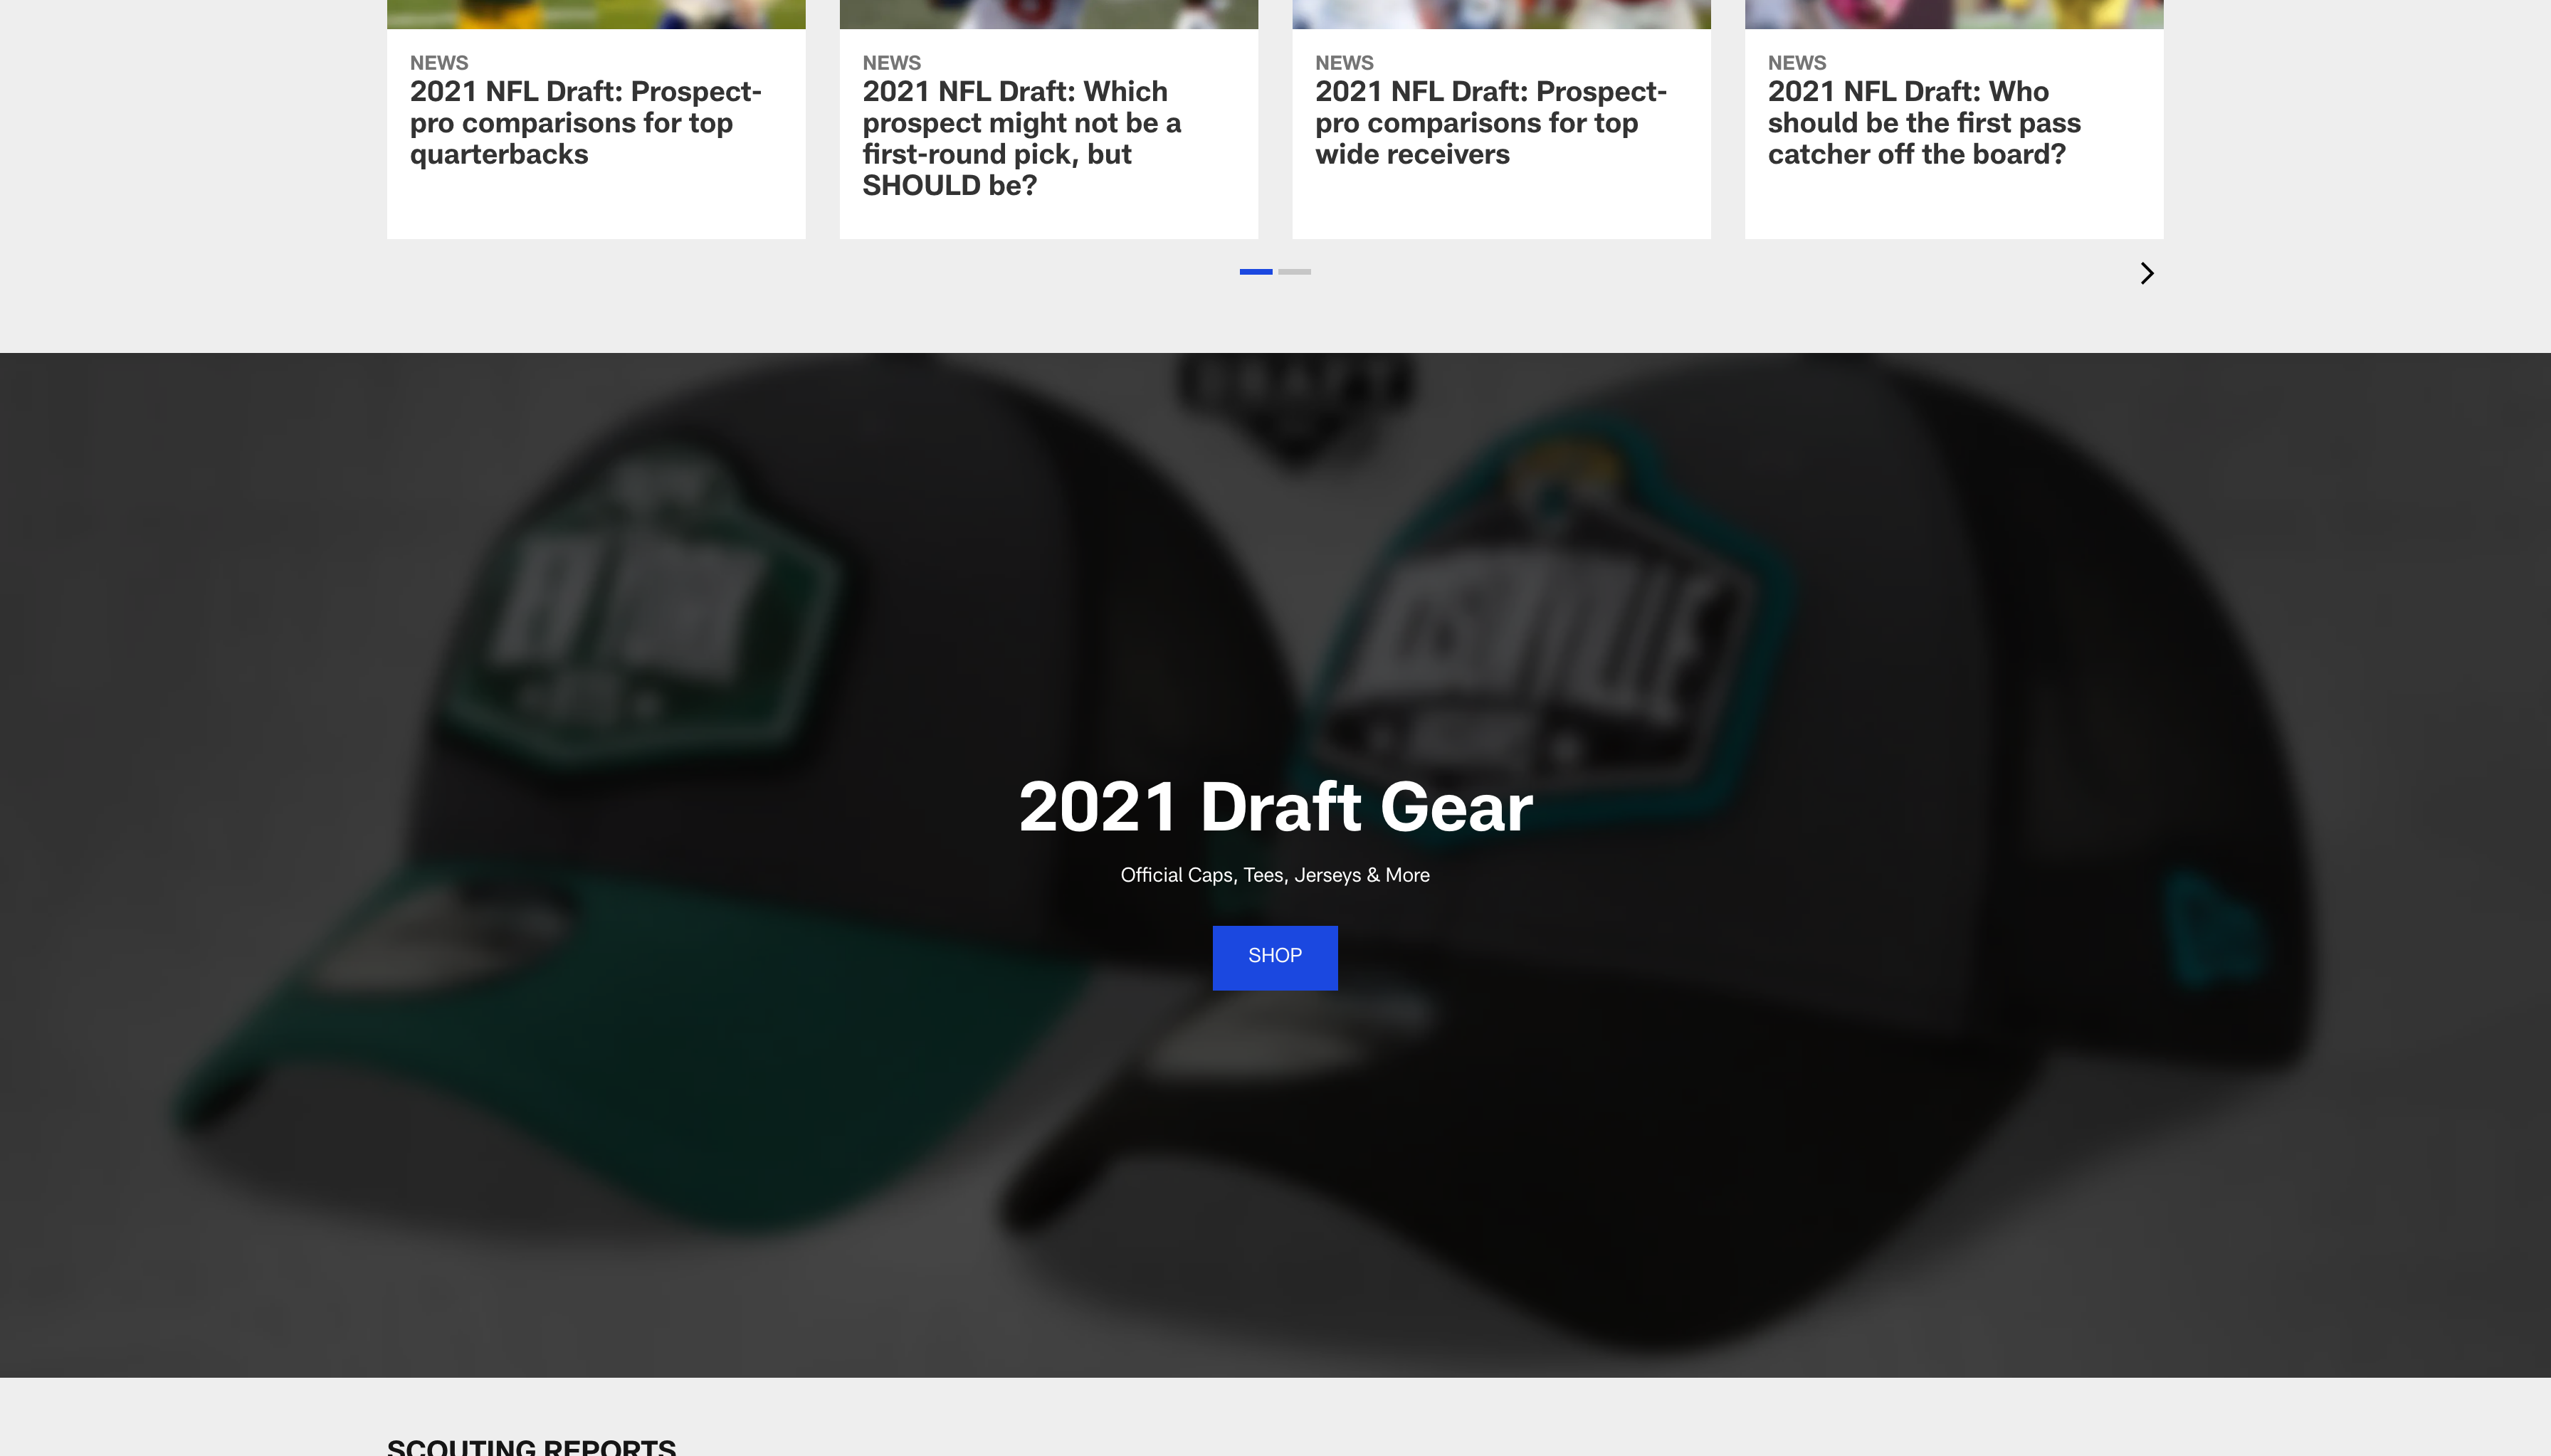 NEWS
2021 NFL Draft: Prospect-
pro comparisons for top
quarterbacks
NEWS
2021 NFL Draft: Which
prospect might not be a
first-round pick, but
SHOULD be?
NEWS
2021 NFL Draft: Prospect-
pro comparisons for top
wide receivers
NEWS
2021 NFL Draft: Who
should be the first pass
catcher off the board?
DRAFT
2021 Draft Gear
Official Caps, Tees, Jerseys & More
SHOP
SCOUTING REPORTS